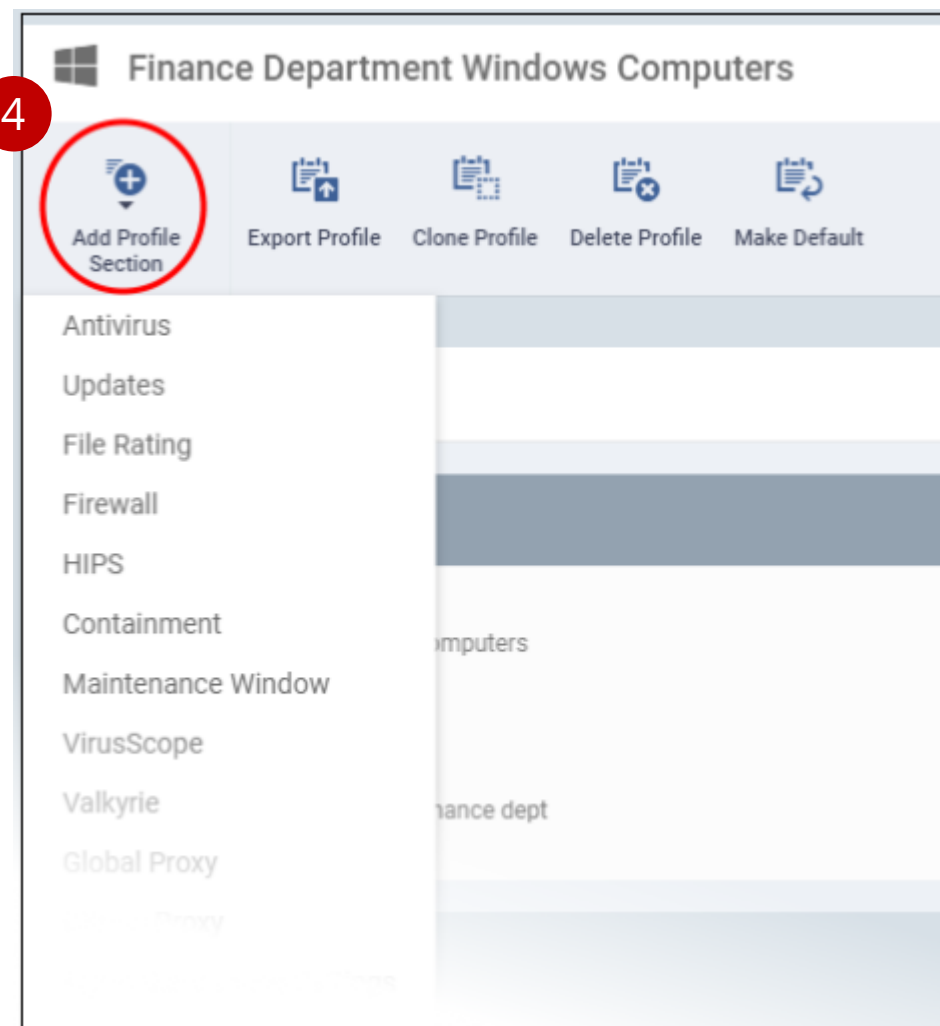 Finance Department Windows Computers
4
Add Profile
Section
Export Profile
Clone Profile
Delete Profile
Make Default
Antivirus
Updates
File Rating
Firewall
HIPS
Containment
omputers
Maintenance Window
VirusScope
Valkyrie
nance dept
Global Proxy
Proxy